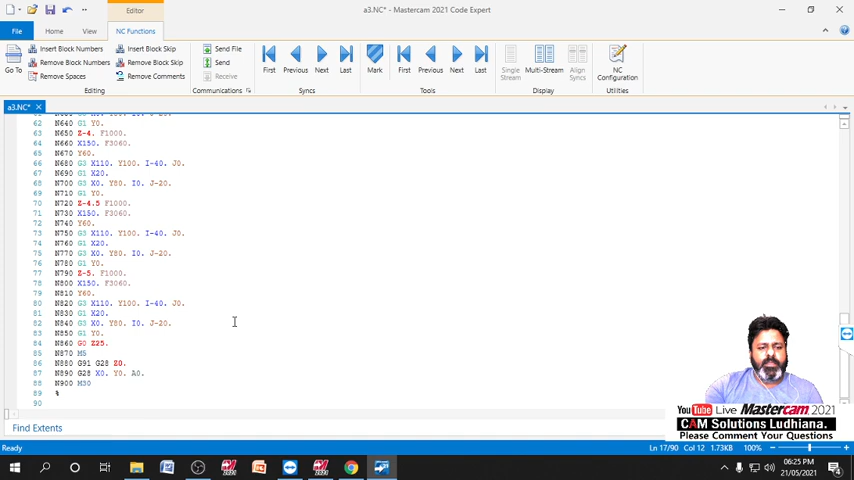 Editor
a3.NC* - Mastercam 2021 Code Expert
File Home View NC Functions
Go To
Insert Block Numbers Insert Block Skip
Remove Block Numbers Remove Block Skip
Remove Spaces Remove Comments
Editing
Send File
Send
Receive
Communications
First Previous Next Last
Syncs
Mark First Previous Next Last
Tools
Single Stream Multi-Stream Align Syncs
Display
NC Configuration
Utilities
a3.NC*
62 N640 G1 Y0.
63 N650 Z-4. F1000.
64 N660 X150. F3060.
65 N670 Y60.
66 N680 G3 X110. Y100. I-40. J0.
67 N690 G1 X20.
68 N700 G3 X0. Y80. I0. J-20.
69 N710 G1 Y0.
70 N720 Z-4.5 F1000.
71 N730 X150. F3060.
72 N740 Y60.
73 N750 G3 X110. Y100. I-40. J0.
74 N760 G1 X20.
75 N770 G3 X0. Y80. I0. J-20.
76 N780 G1 Y0.
77 N790 Z-5. F1000.
78 N800 X150. F3060.
79 N810 Y60.
80 N820 G3 X110. Y100. I-40. J0.
81 N830 G1 X20.
82 N840 G3 X0. Y80. I0. J-20.
83 N850 G1 Y0.
84 N860 G0 Z25.
85 N870 M5
86 N880 G91 G28 Z0.
87 N890 G28 X0. Y0. A0.
88 N900 M30
89 %
90
Find Extents
Ready
Ln 17/90 Col 12 1.73KB 100%
YouTube Live Mastercam 2021
CAM Solutions Ludhiana.
Please Comment Your Questions
06:25 PM
21/05/2021